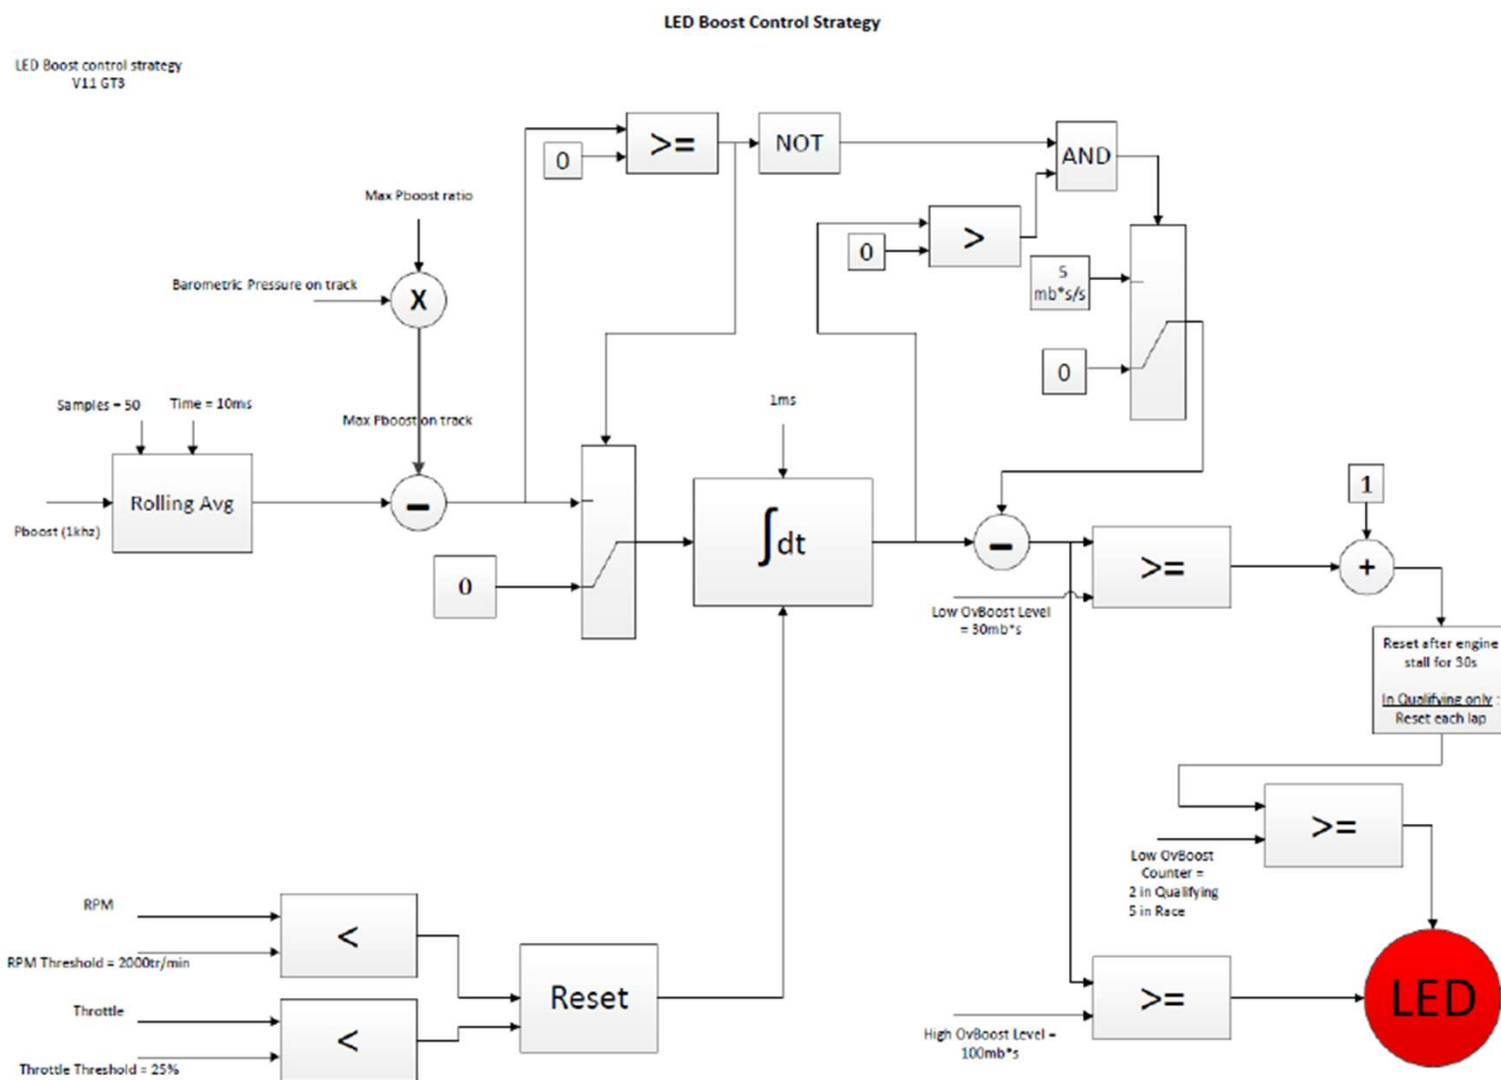 LED Boost Control Strategy
LED Boost control strategy
V11 GT3
>=
NOT
AND
0
Max Pboost ratio
>
0
5
mb*s/s
Barometric Pressure on track
X
0
1ms
Samples = 50
Time = 10ms
Max Pboost on track
Rolling Avg
-
Pboost (1khz)
∫dt
-
1
0
>=
+
Low OvBoost Level
= 30mb*s
Reset after engine
stall for 30s
In Qualifying only :
Reset each lap
>=
Low OvBoost
Counter =
2 in Qualifying
5 in Race
RPM
<
RPM Threshold = 2000tr/min
Reset
>=
LED
Throttle
<
High OvBoost Level =
100mb*s
Throttle Threshold = 25%